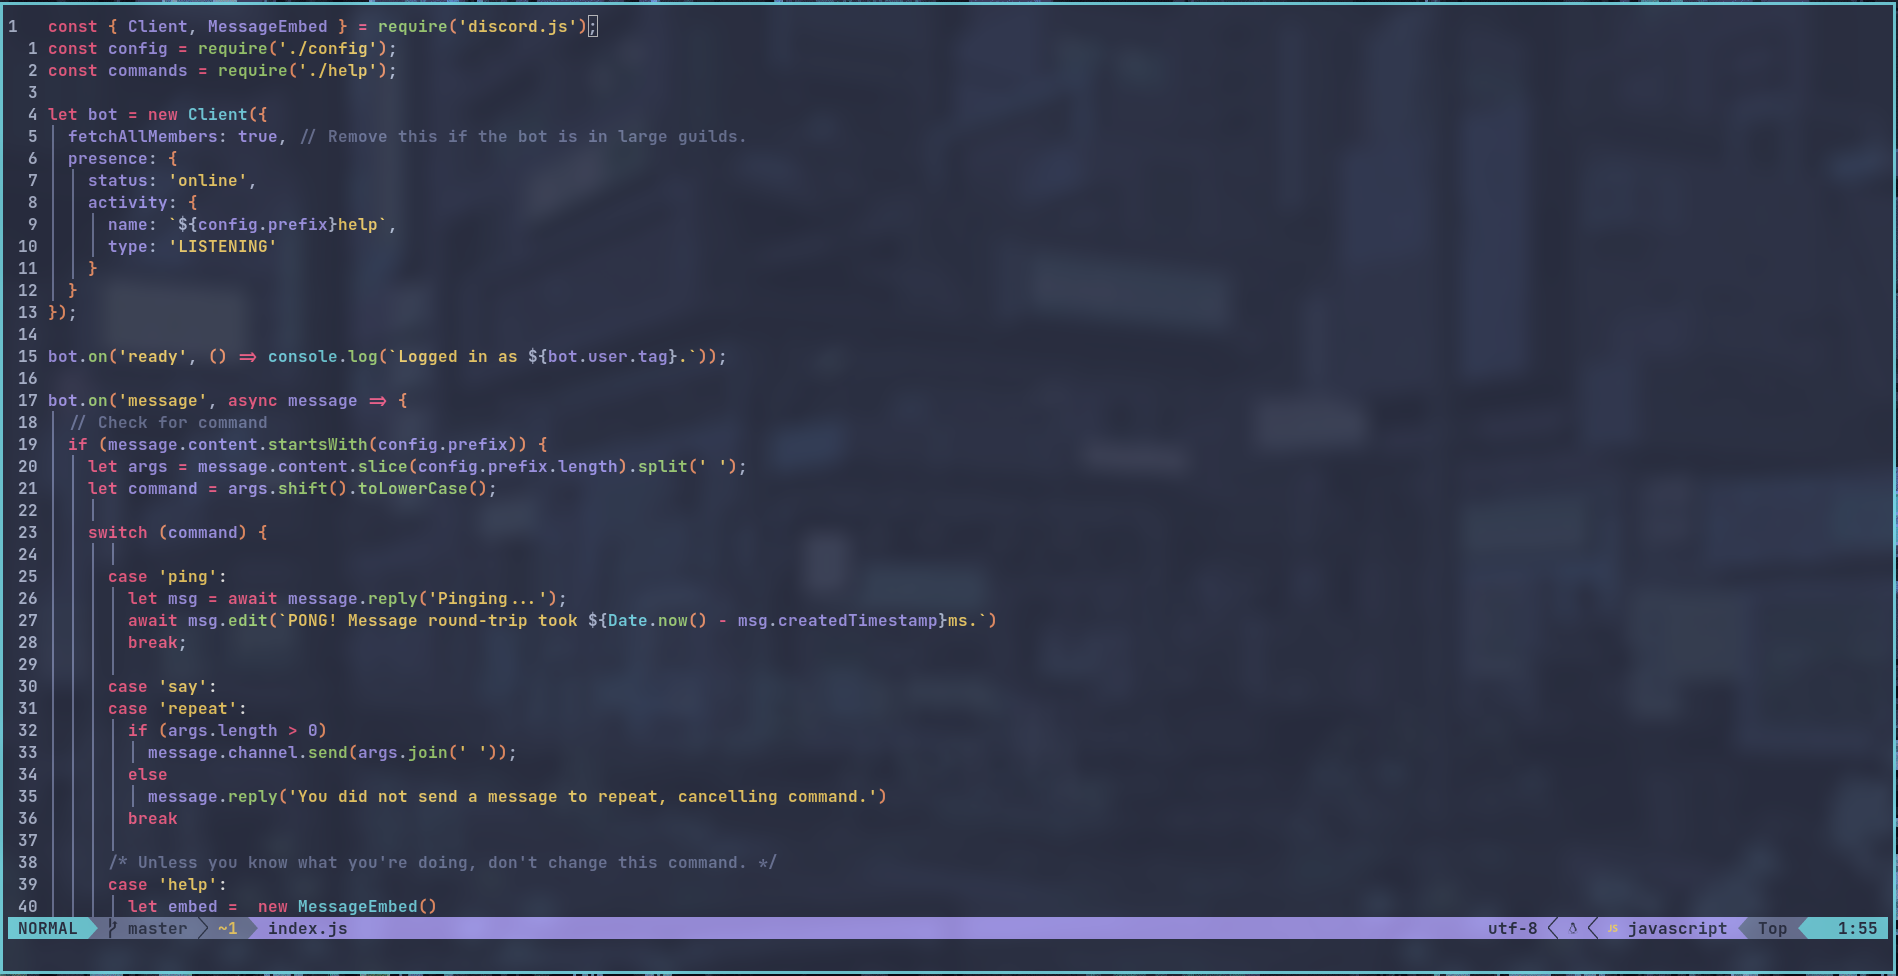 1   const { Client, MessageEmbed } = require('discord.js');
  1 const config = require('./config');
  2 const commands = require('./help');
  3
  4 let bot = new Client({
  5   fetchAllMembers: true, // Remove this if the bot is in large guilds.
  6   presence: {
  7     status: 'online',
  8     activity: {
  9       name: `${config.prefix}help`,
 10       type: 'LISTENING'
 11     }
 12   }
 13 });
 14
 15 bot.on('ready', () => console.log(`Logged in as ${bot.user.tag}.`));
 16
 17 bot.on('message', async message => {
 18   // Check for command
 19   if (message.content.startsWith(config.prefix)) {
 20     let args = message.content.slice(config.prefix.length).split(' ');
 21     let command = args.shift().toLowerCase();
 22
 23     switch (command) {
 24
 25       case 'ping':
 26         let msg = await message.reply('Pinging...');
 27         await msg.edit(`PONG! Message round-trip took ${Date.now() - msg.createdTimestamp}ms.`)
 28         break;
 29
 30       case 'say':
 31       case 'repeat':
 32         if (args.length > 0)
 33           message.channel.send(args.join(' '));
 34         else
 35           message.reply('You did not send a message to repeat, cancelling command.')
 36         break
 37
 38       /* Unless you know what you're doing, don't change this command. */
 39       case 'help':
 40         let embed =  new MessageEmbed()
NORMAL master ~1 index.js utf-8 JS javascript Top 1:55